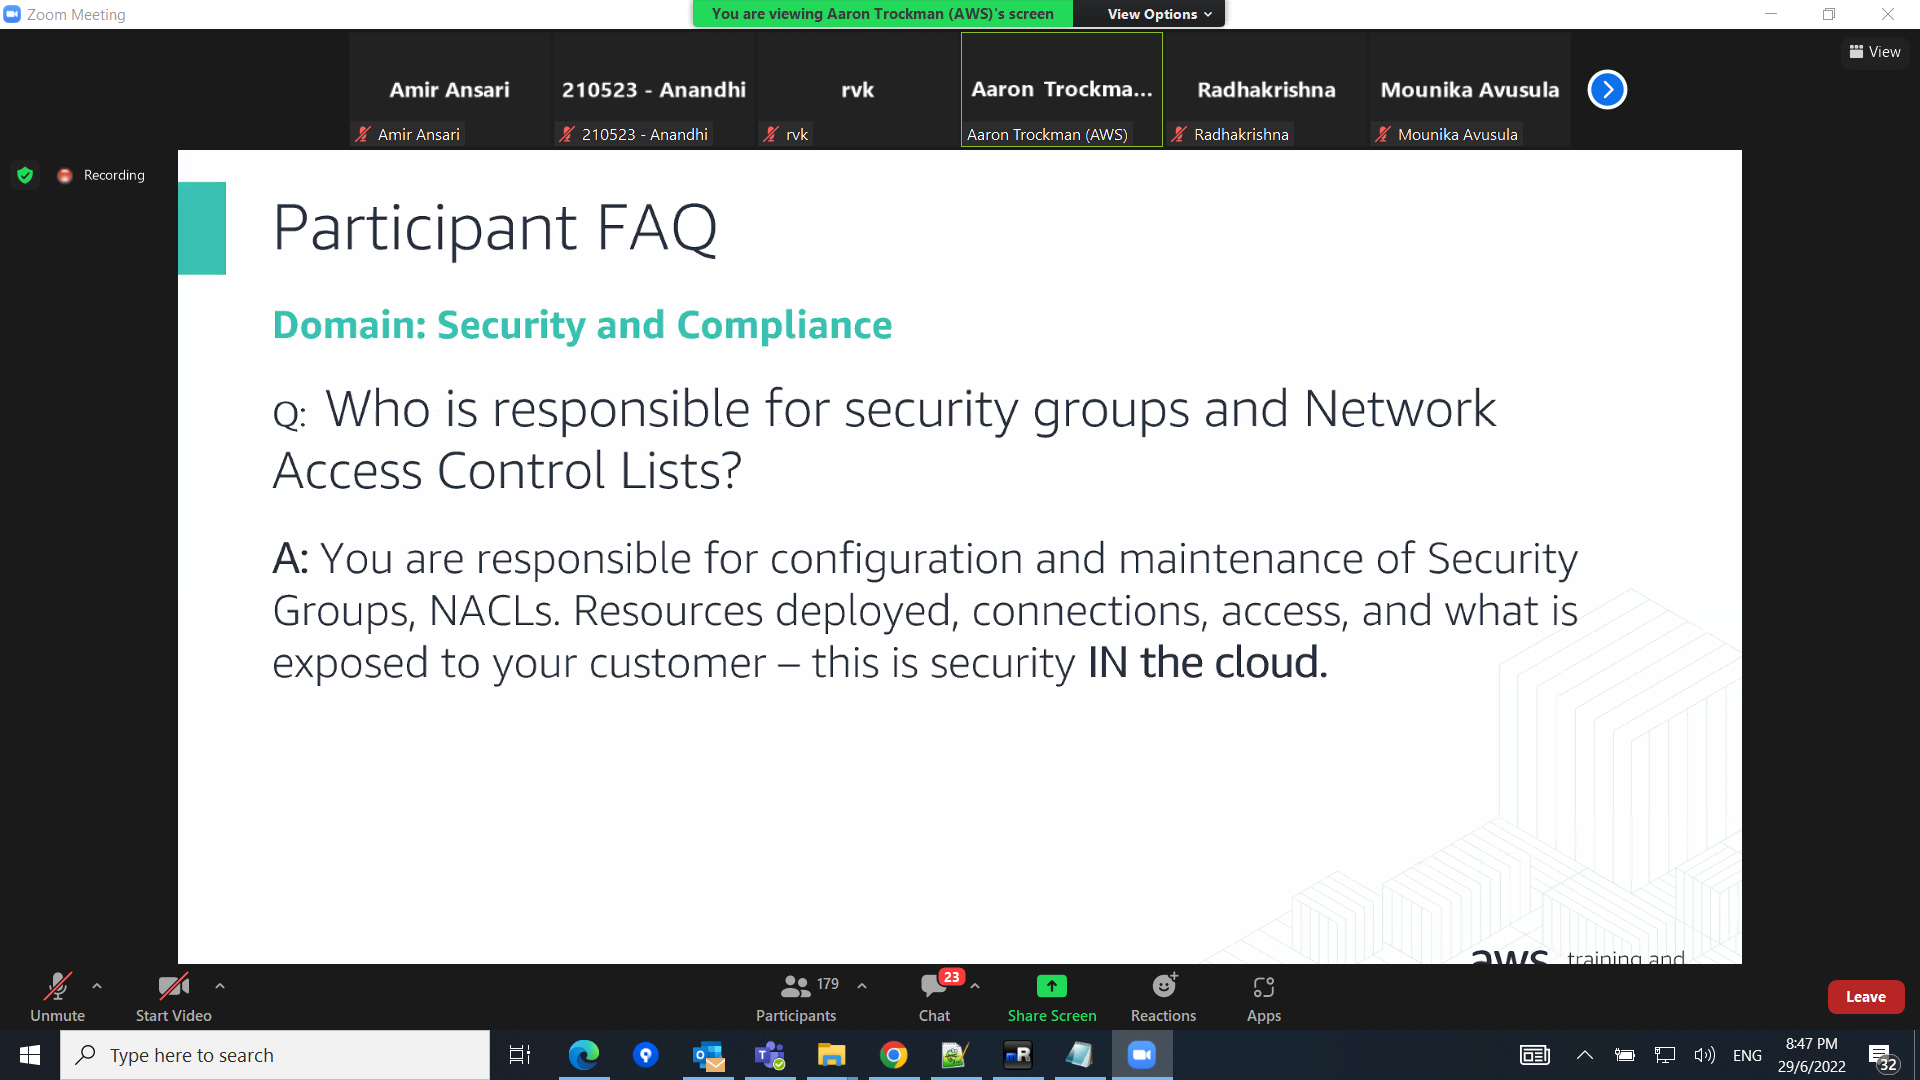 Zoom Meeting
You are viewing Aaron Trockman (AWS)'s screen
View Options
View
Amir Ansari
210523 - Anandhi
rvk
Aaron Trockma...
Radhakrishna
Mounika Avusula
Amir Ansari
210523 - Anandhi
rvk
Aaron Trockman (AWS)
Radhakrishna
Mounika Avusula
Recording
Participant FAQ
Domain: Security and Compliance
Q: Who is responsible for security groups and Network
Access Control Lists?
A: You are responsible for configuration and maintenance of Security
Groups, NACLs. Resources deployed, connections, access, and what is
exposed to your customer – this is security IN the cloud.
aws training and
Unmute
Start Video
179
Participants
23
Chat
Share Screen
Reactions
Apps
Leave
Type here to search
mR
ENG
8:47 PM
29/6/2022
32